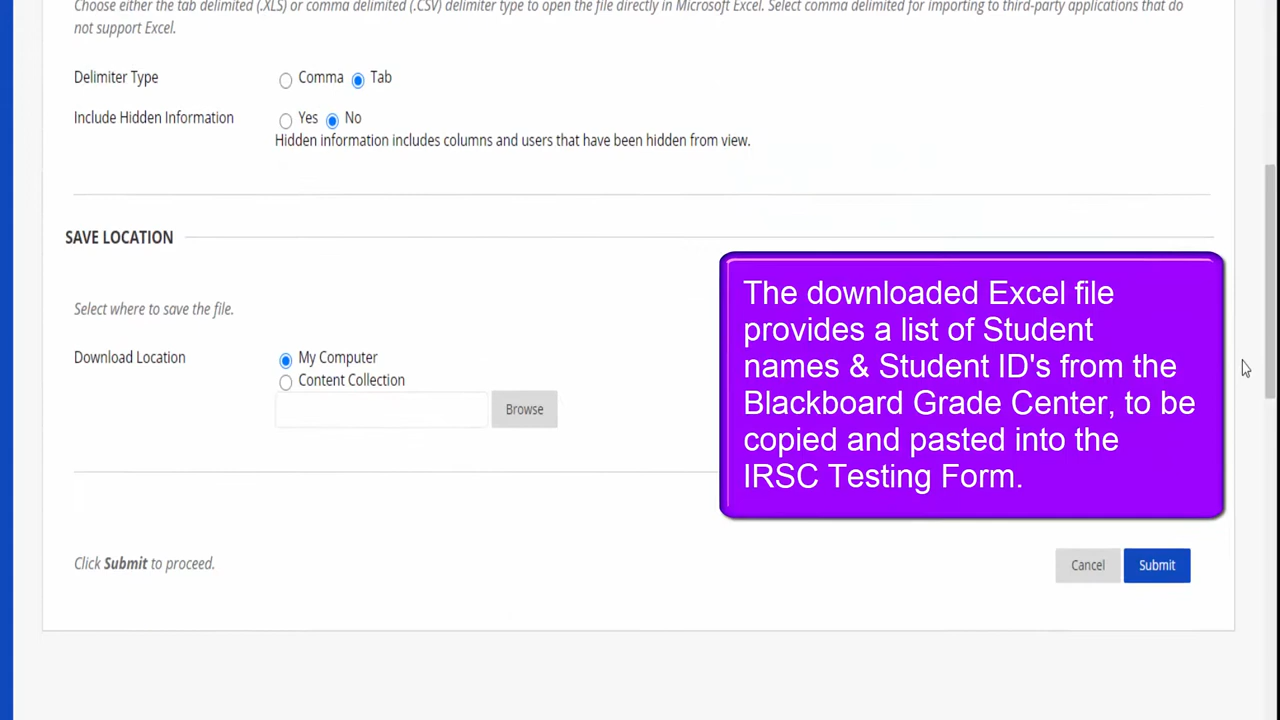 Choose either the tab delimited (.XLS) or comma delimited (.CSV) delimiter type to open the file directly in Microsoft Excel. Select comma delimited for importing to third-party applications that do
not support Excel.
Delimiter Type Comma Tab
Include Hidden Information Yes No
Hidden information includes columns and users that have been hidden from view.
SAVE LOCATION
Select where to save the file.
Download Location My Computer
Content Collection
Browse
The downloaded Excel file
provides a list of Student
names & Student ID's from the
Blackboard Grade Center, to be
copied and pasted into the
IRSC Testing Form.
Click Submit to proceed. Cancel Submit